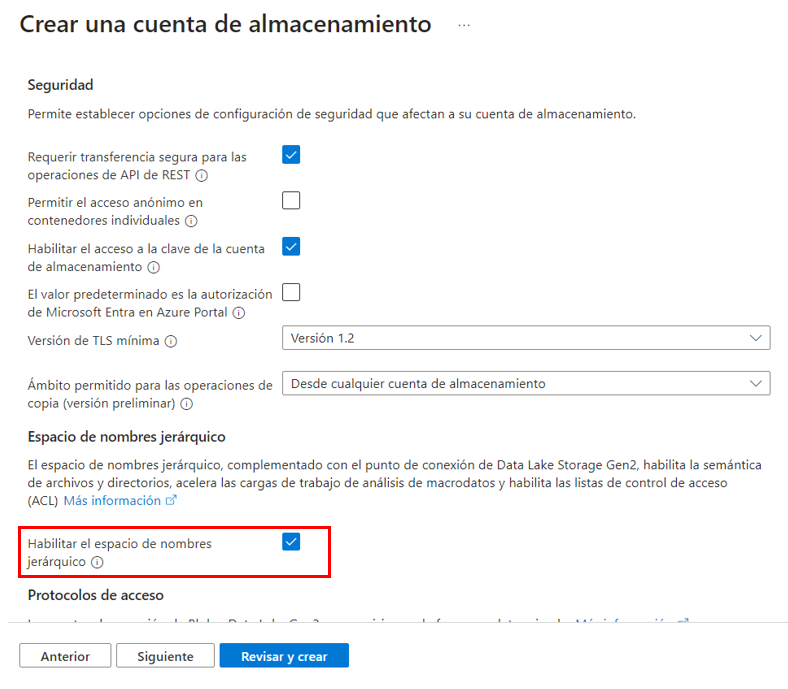 Crear una cuenta de almacenamiento ...
Seguridad
Permite establecer opciones de configuración de seguridad que afectan a su cuenta de almacenamiento.
Requerir transferencia segura para las
operaciones de API de REST
Permitir el acceso anónimo en
contenedores individuales
Habilitar el acceso a la clave de la cuenta
de almacenamiento
El valor predeterminado es la autorización
de Microsoft Entra en Azure Portal
Versión de TLS mínima
Versión 1.2
Ámbito permitido para las operaciones de
copia (versión preliminar)
Desde cualquier cuenta de almacenamiento
Espacio de nombres jerárquico
El espacio de nombres jerárquico, complementado con el punto de conexión de Data Lake Storage Gen2, habilita la semántica
de archivos y directorios, acelera las cargas de trabajo de análisis de macrodatos y habilita las listas de control de acceso
(ACL) Más información
Habilitar el espacio de nombres
jerárquico
Protocolos de acceso
Anterior
Siguiente
Revisar y crear